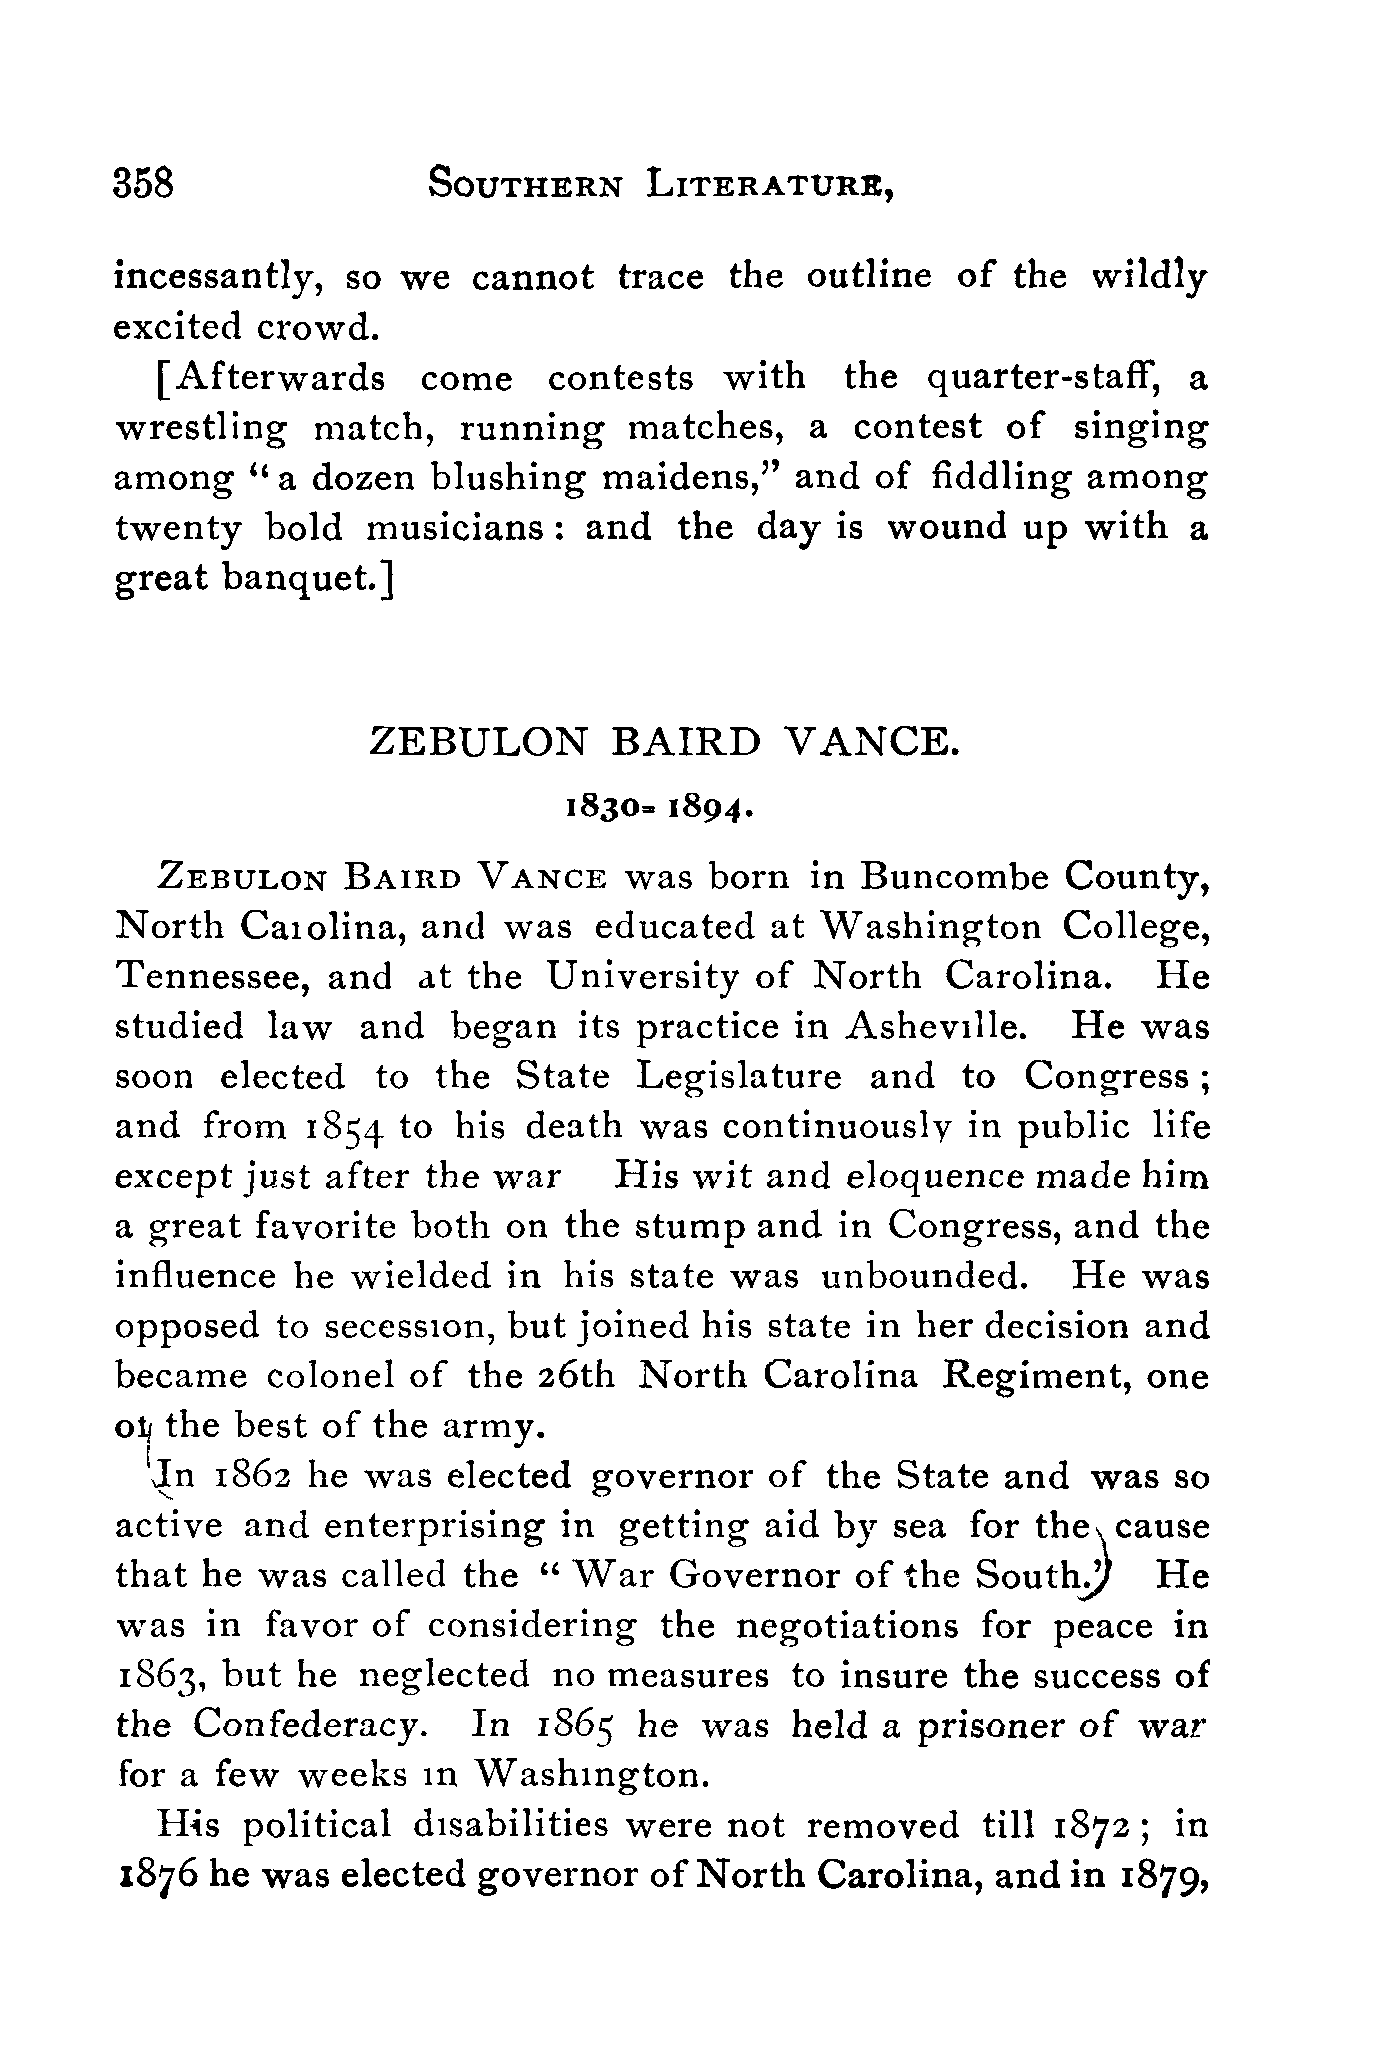 358 SOUTHERN LITERATURE,
incessantly, so we cannot trace the outline of the wildly
excited crowd.
[Afterwards come contests with the quarter-staff, a
wrestling match, running matches, a contest of singing
among “a dozen blushing maidens,” and of fiddling among
twenty bold musicians: and the day is wound up with a
great banquet.]
ZEBULON BAIRD VANCE.
1830-1894.
ZEBULON BAIRD VANCE was born in Buncombe County,
North Carolina, and was educated at Washington College,
Tennessee, and at the University of North Carolina. He
studied law and began its practice in Asheville. He was
soon elected to the State Legislature and to Congress;
and from 1854 to his death was continuously in public life
except just after the war His wit and eloquence made him
a great favorite both on the stump and in Congress, and the
influence he wielded in his state was unbounded. He was
opposed to secession, but joined his state in her decision and
became colonel of the 26th North Carolina Regiment, one
of the best of the army.
In 1862 he was elected governor of the State and was so
active and enterprising in getting aid by sea for the cause
that he was called the “War Governor of the South.” He
was in favor of considering the negotiations for peace in
1863, but he neglected no measures to insure the success of
the Confederacy. In 1865 he was held a prisoner of war
for a few weeks in Washington.
His political disabilities were not removed till 1872; in
1876 he was elected governor of North Carolina, and in 1879,